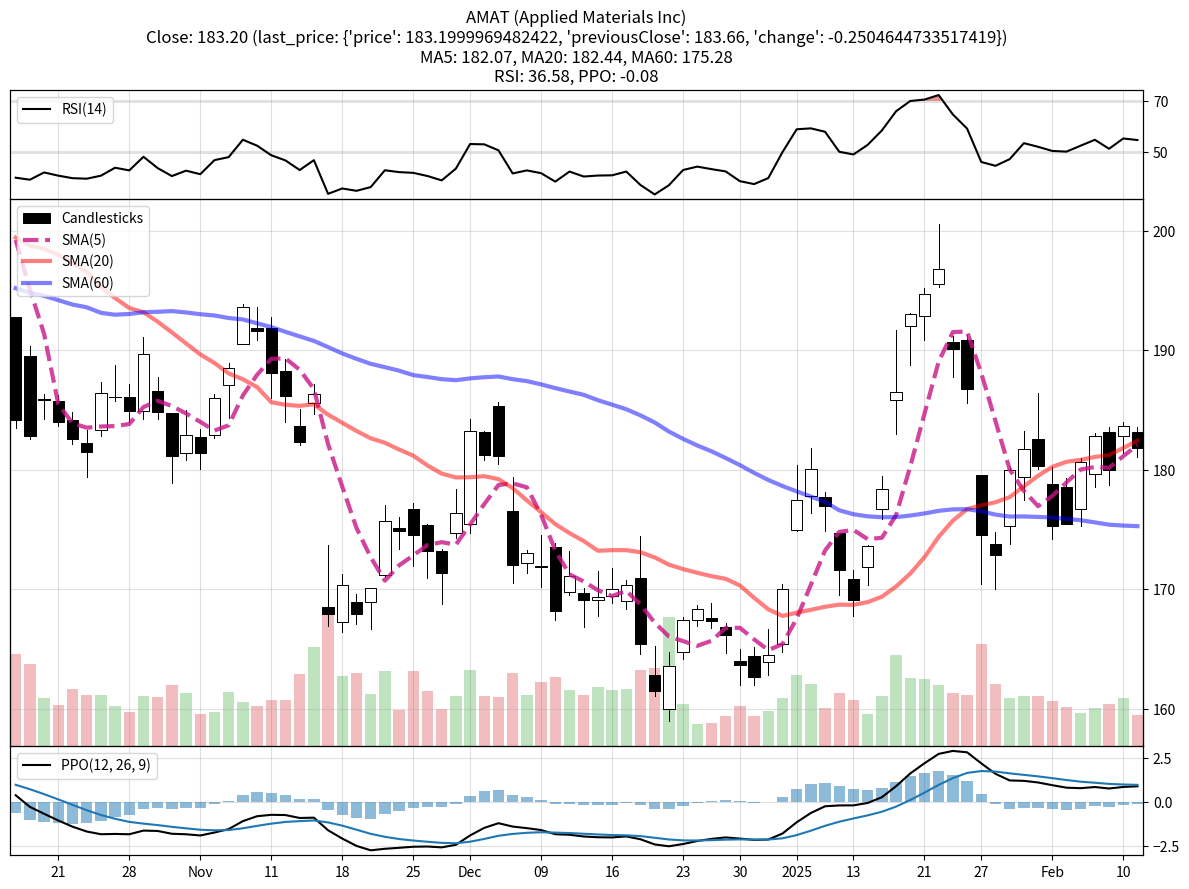 AMAT (Applied Materials Inc)
Close: 183.20 (last_price: {'price': 183.1999969482422, 'previousClose': 183.66, 'change': -0.2504644733517419})
MA5: 182.07, MA20: 182.44, MA60: 175.28
RSI: 36.58, PPO: -0.08
RSI(14)
70
50
Candlesticks
SMA(5)
SMA(20)
SMA(60)
200
190
180
170
160
PPO(12, 26, 9)
2.5
0.0
−2.5
21 28 Nov 11 18 25 Dec 09 16 23 30 2025 13 21 27 Feb 10